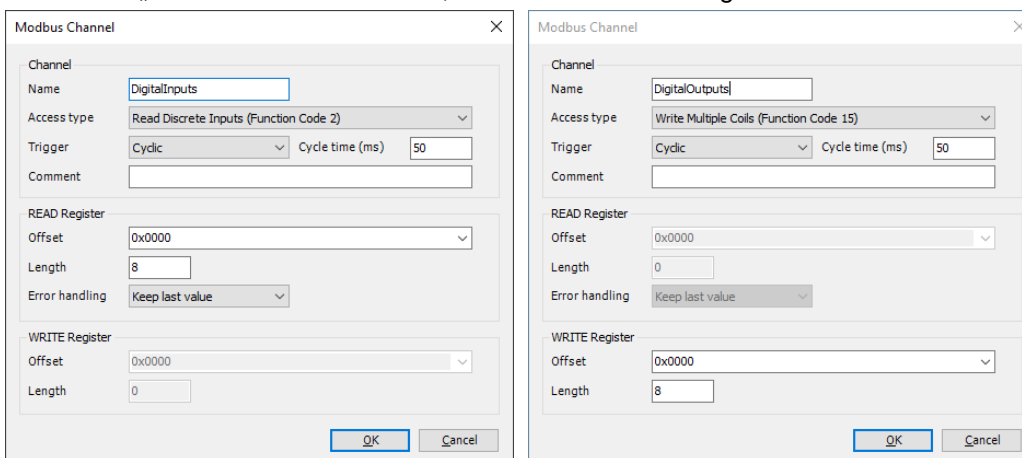 Modbus Channel
Channel
Name DigitalInputs
Access type Read Discrete Inputs (Function Code 2)
Trigger Cyclic Cycle time (ms) 50
Comment
READ Register
Offset 0x0000
Length 8
Error handling Keep last value
WRITE Register
Offset 0x0000
Length 0
OK Cancel
Modbus Channel
Channel
Name DigitalOutputs
Access type Write Multiple Coils (Function Code 15)
Trigger Cyclic Cycle time (ms) 50
Comment
READ Register
Offset 0x0000
Length 0
Error handling Keep last value
WRITE Register
Offset 0x0000
Length 8
OK Cancel